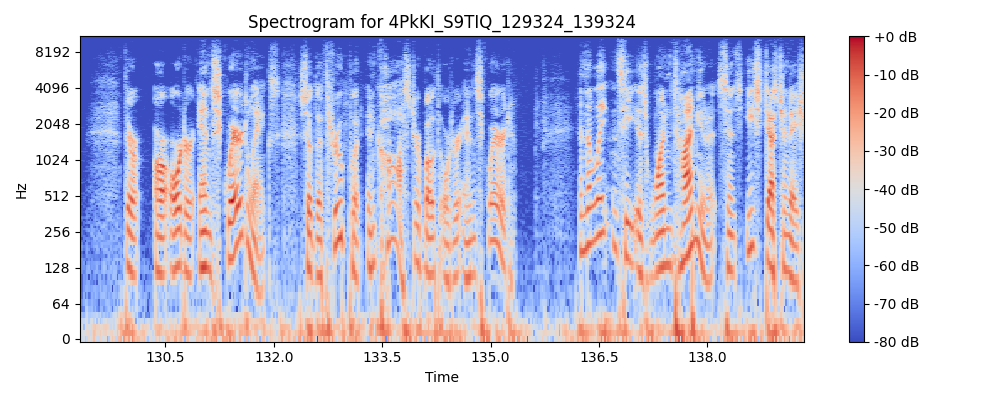 Spectrogram for 4PkKI_S9TIQ_129324_139324
Hz
8192
4096
2048
1024
512
256
128
64
0
130.5 132.0 133.5 135.0 136.5 138.0
Time
+0 dB
-10 dB
-20 dB
-30 dB
-40 dB
-50 dB
-60 dB
-70 dB
-80 dB